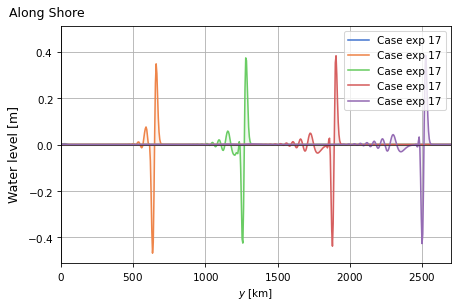 Along Shore
Case exp 17
Case exp 17
Case exp 17
Case exp 17
Case exp 17
Water level [m]
0.4
0.2
0.0
−0.2
−0.4
0
500
1000
1500
2000
2500
y [km]